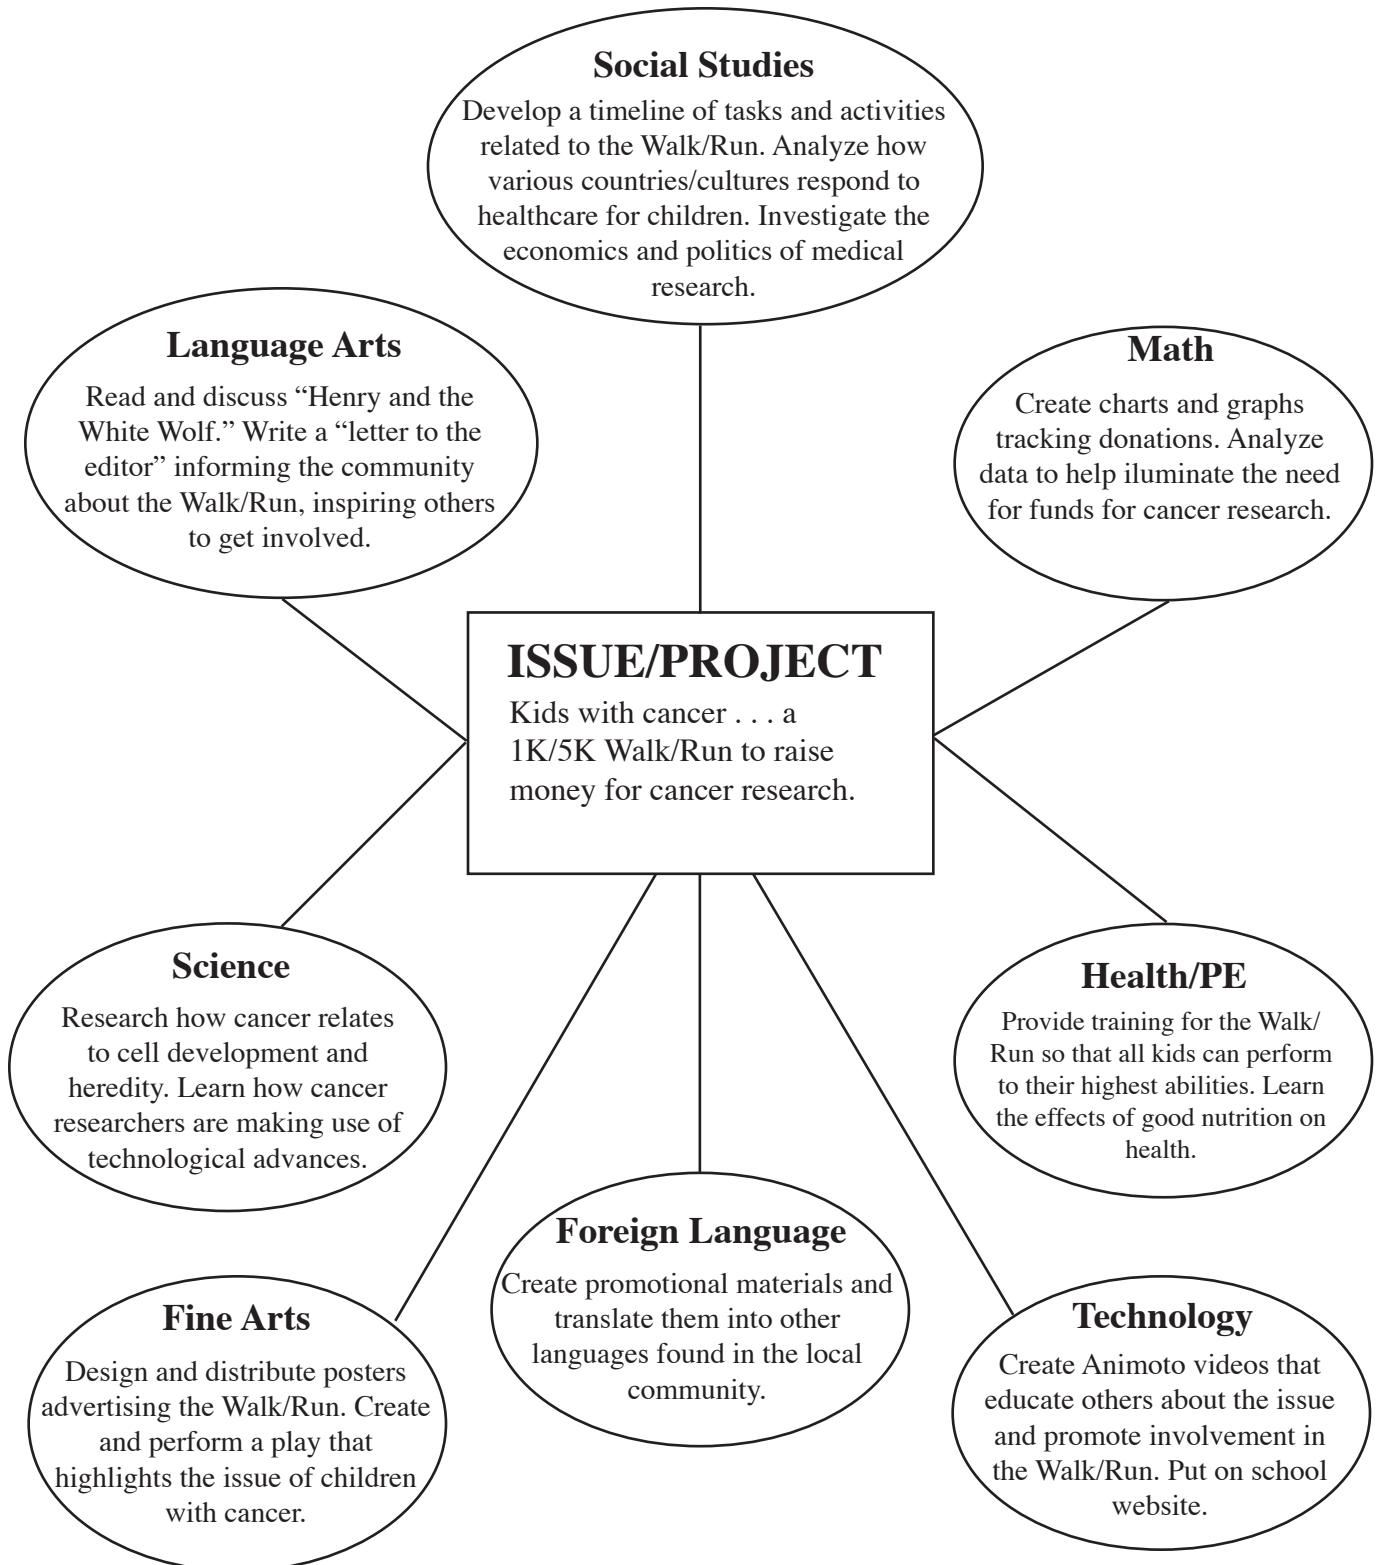 Social Studies
Develop a timeline of tasks and activities
related to the Walk/Run. Analyze how
various countries/cultures respond to
healthcare for children. Investigate the
economics and politics of medical
research.
Language Arts
Read and discuss “Henry and the
White Wolf.” Write a “letter to the
editor” informing the community
about the Walk/Run, inspiring others
to get involved.
Math
Create charts and graphs
tracking donations. Analyze
data to help iluminate the need
for funds for cancer research.
ISSUE/PROJECT
Kids with cancer . . . a
1K/5K Walk/Run to raise
money for cancer research.
Science
Research how cancer relates
to cell development and
heredity. Learn how cancer
researchers are making use of
technological advances.
Health/PE
Provide training for the Walk/
Run so that all kids can perform
to their highest abilities. Learn
the effects of good nutrition on
health.
Fine Arts
Design and distribute posters
advertising the Walk/Run. Create
and perform a play that
highlights the issue of children
with cancer.
Foreign Language
Create promotional materials and
translate them into other
languages found in the local
community.
Technology
Create Animoto videos that
educate others about the issue
and promote involvement in
the Walk/Run. Put on school
website.